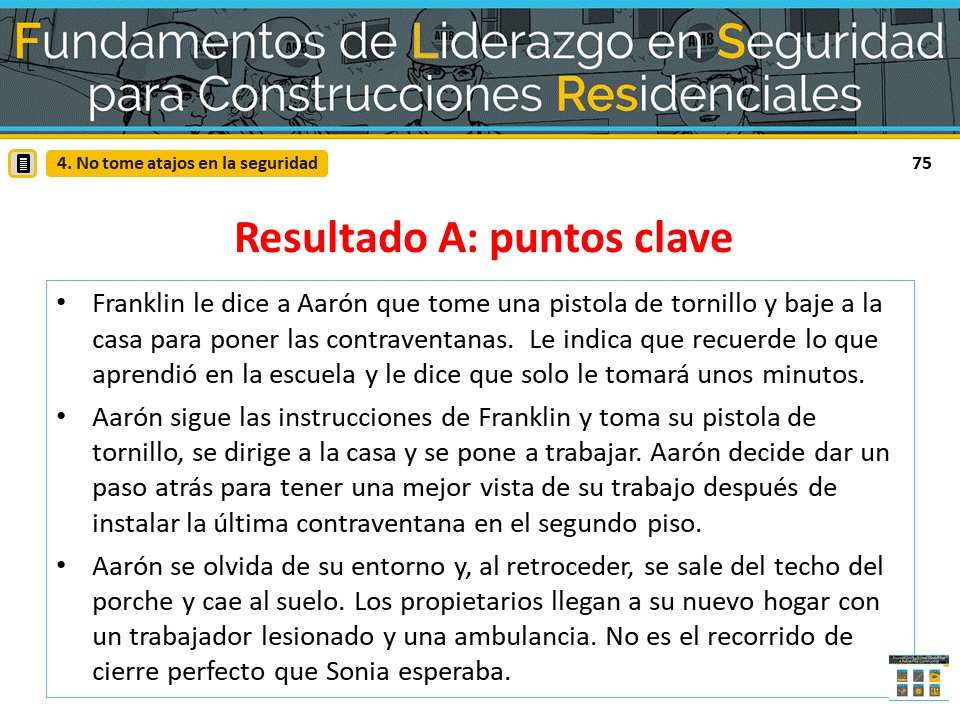 Fundamentos de Liderazgo en Seguridad
para Construcciones Residenciales
4. No tome atajos en la seguridad
75
Resultado A: puntos clave
• Franklin le dice a Aarón que tome una pistola de tornillo y baje a la
casa para poner las contraventanas. Le indica que recuerde lo que
aprendió en la escuela y le dice que solo le tomará unos minutos.
• Aarón sigue las instrucciones de Franklin y toma su pistola de
tornillo, se dirige a la casa y se pone a trabajar. Aarón decide dar un
paso atrás para tener una mejor vista de su trabajo después de
instalar la última contraventana en el segundo piso.
• Aarón se olvida de su entorno y, al retroceder, se sale del techo del
porche y cae al suelo. Los propietarios llegan a su nuevo hogar con
un trabajador lesionado y una ambulancia. No es el recorrido de
cierre perfecto que Sonia esperaba.